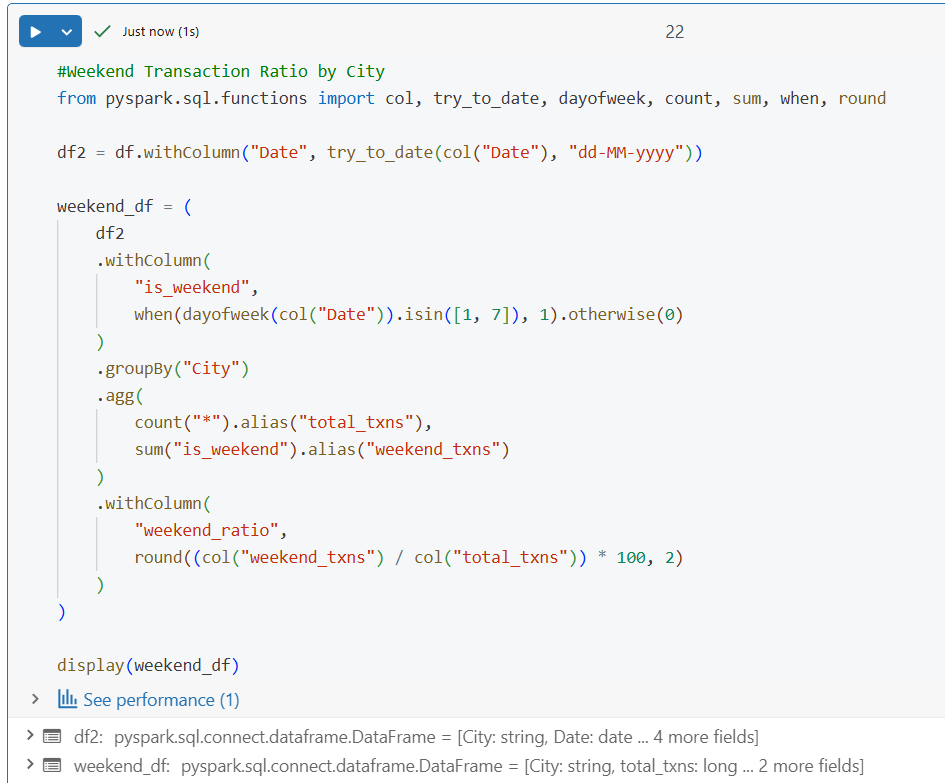 Just now (1s)
22
#Weekend Transaction Ratio by City
from pyspark.sql.functions import col, try_to_date, dayofweek, count, sum, when, round
df2 = df.withColumn("Date", try_to_date(col("Date"), "dd-MM-yyyy"))
weekend_df = (
    df2
    .withColumn(
        "is_weekend",
        when(dayofweek(col("Date")).isin([1, 7]), 1).otherwise(0)
    )
    .groupBy("City")
    .agg(
        count("*").alias("total_txns"),
        sum("is_weekend").alias("weekend_txns")
    )
    .withColumn(
        "weekend_ratio",
        round((col("weekend_txns") / col("total_txns")) * 100, 2)
    )
)
display(weekend_df)
See performance (1)
df2: pyspark.sql.connect.dataframe.DataFrame = [City: string, Date: date ... 4 more fields]
weekend_df: pyspark.sql.connect.dataframe.DataFrame = [City: string, total_txns: long ... 2 more fields]